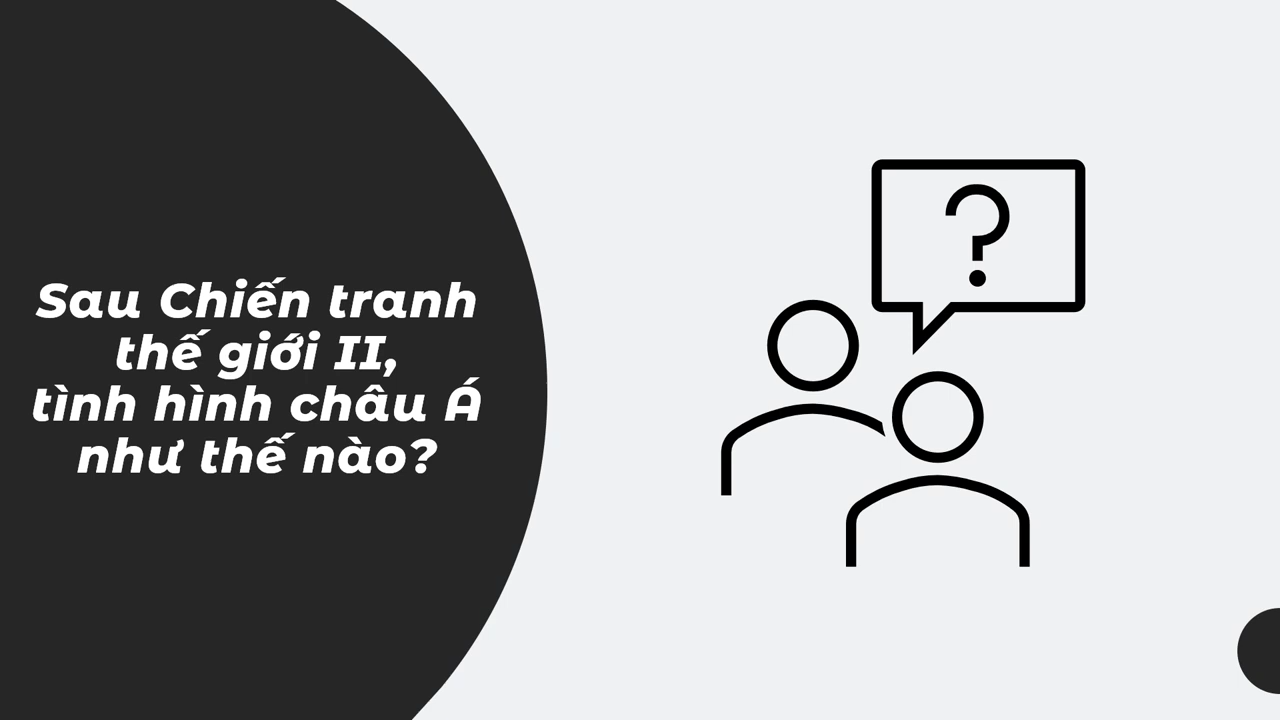 Sau Chiến tranh
thế giới II,
tình hình châu Á
như thế nào?
?